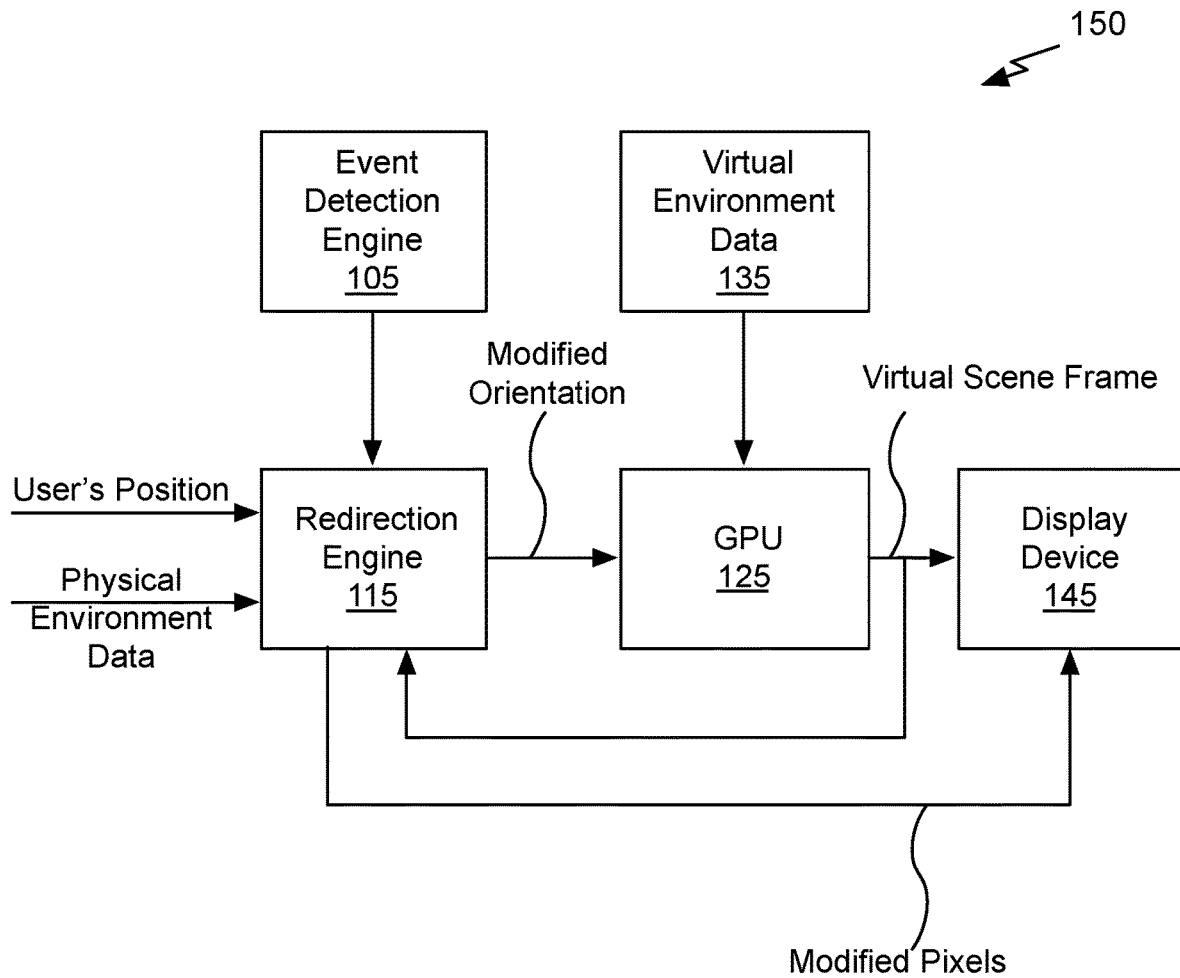 150
Event
Detection
Engine
105
Virtual
Environment
Data
135
Modified
Orientation
Virtual Scene Frame
User's Position
Physical
Environment
Data
Redirection
Engine
115
GPU
125
Display
Device
145
Modified Pixels